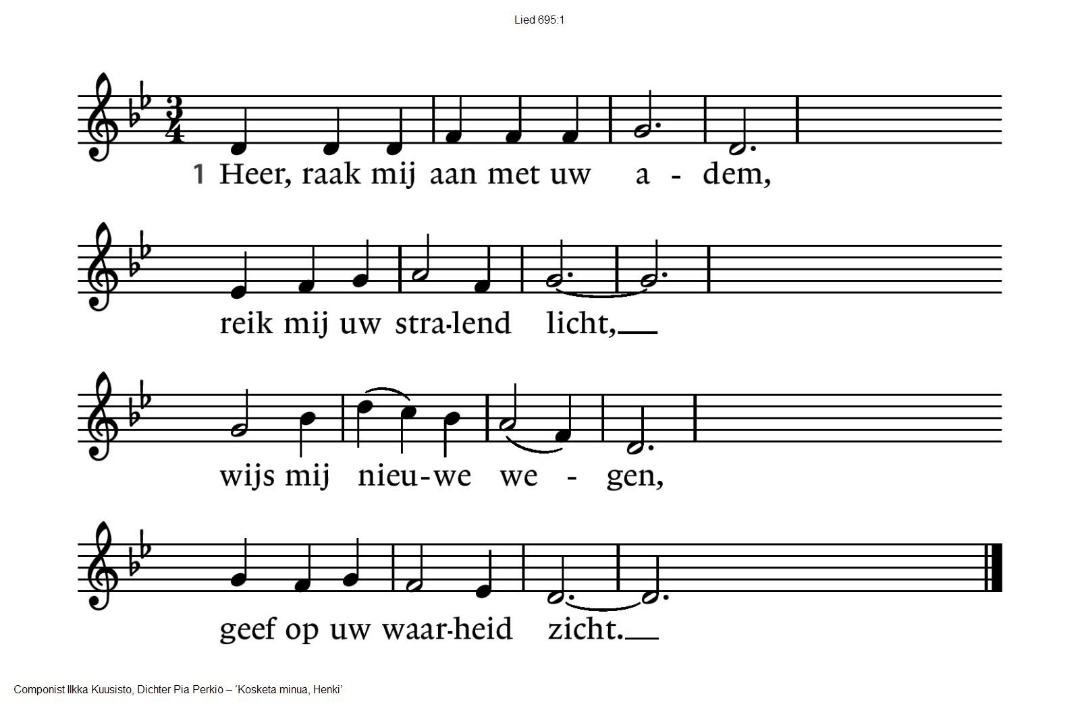 Lied 695:1
3
4
1 Heer, raak mij aan met uw a - dem,
reik mij uw stra-lend licht,
wijs mij nieu-we we - gen,
geef op uw waar-heid zicht.
Componist Ilkka Kuusisto, Dichter Pia Perkiö – 'Kosketa minua, Henki'